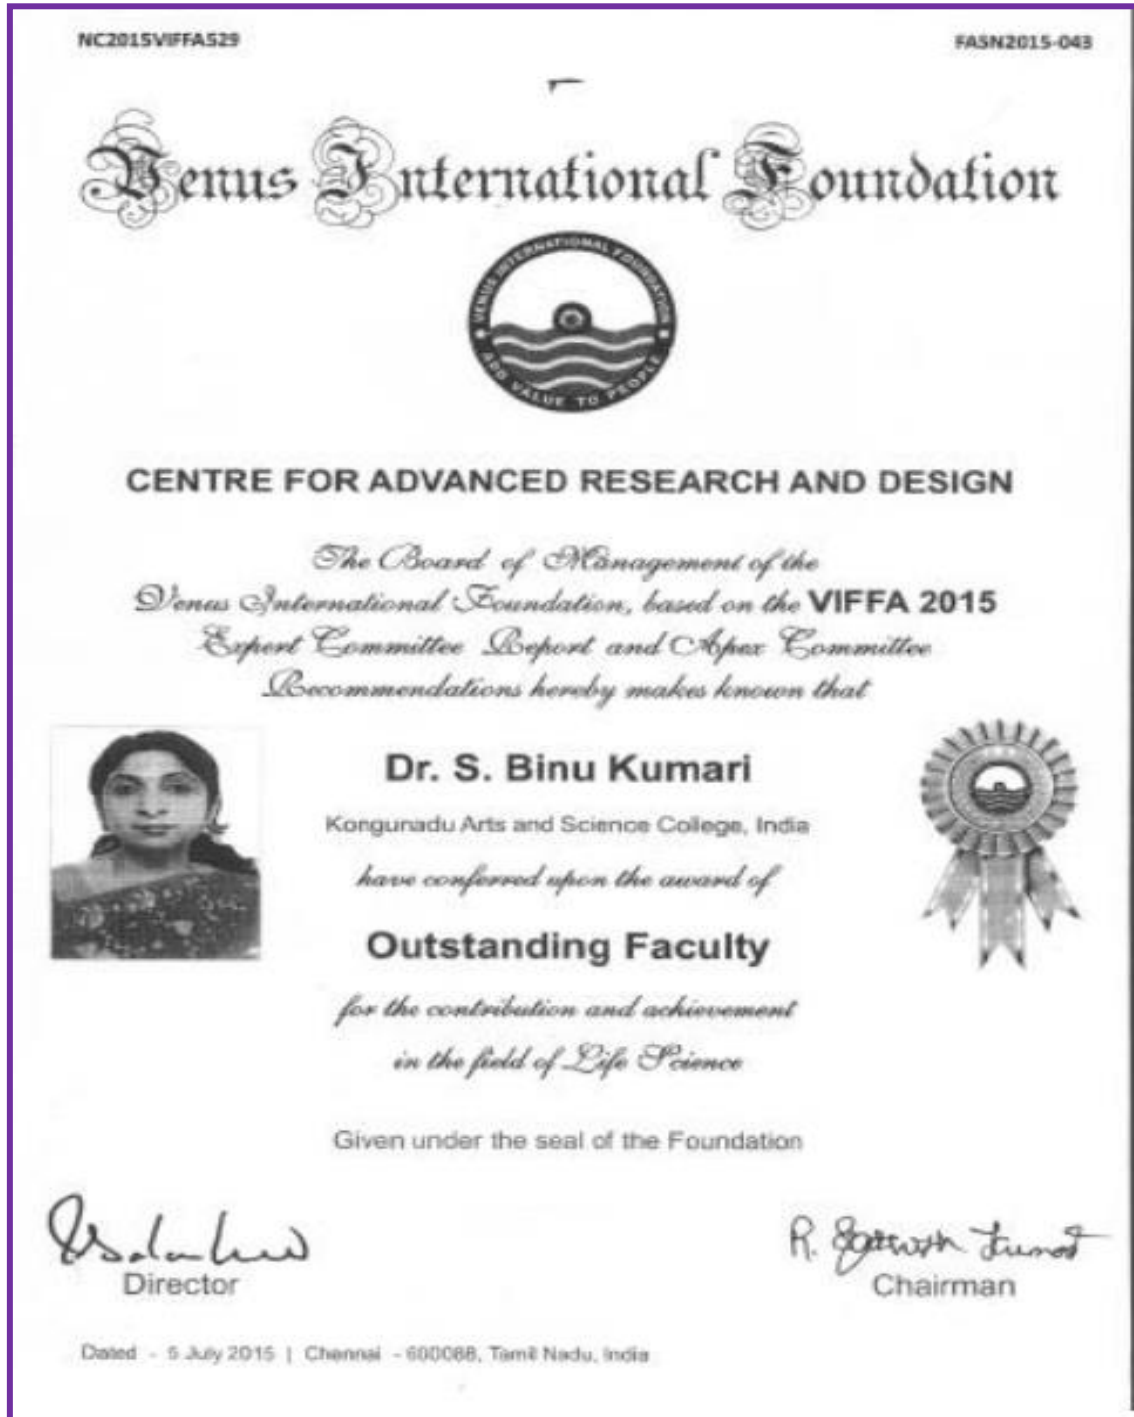 NC2015VIFFA529
FASN2015-043
Venus International Foundation
VENUS INTERNATIONAL FOUNDATION
ADD VALUE TO PEOPLE
CENTRE FOR ADVANCED RESEARCH AND DESIGN
The Board of Management of the
Venus International Foundation, based on the VIFFA 2015
Expert Committee Report and Apex Committee
Recommendations hereby makes known that
Dr. S. Binu Kumari
Kongunadu Arts and Science College, India
have conferred upon the award of
Outstanding Faculty
for the contribution and achievement
in the field of Life Science
Given under the seal of the Foundation
R.
Director
Chairman
Dated - 5 July 2015 | Chennai - 600088, Tamil Nadu, India